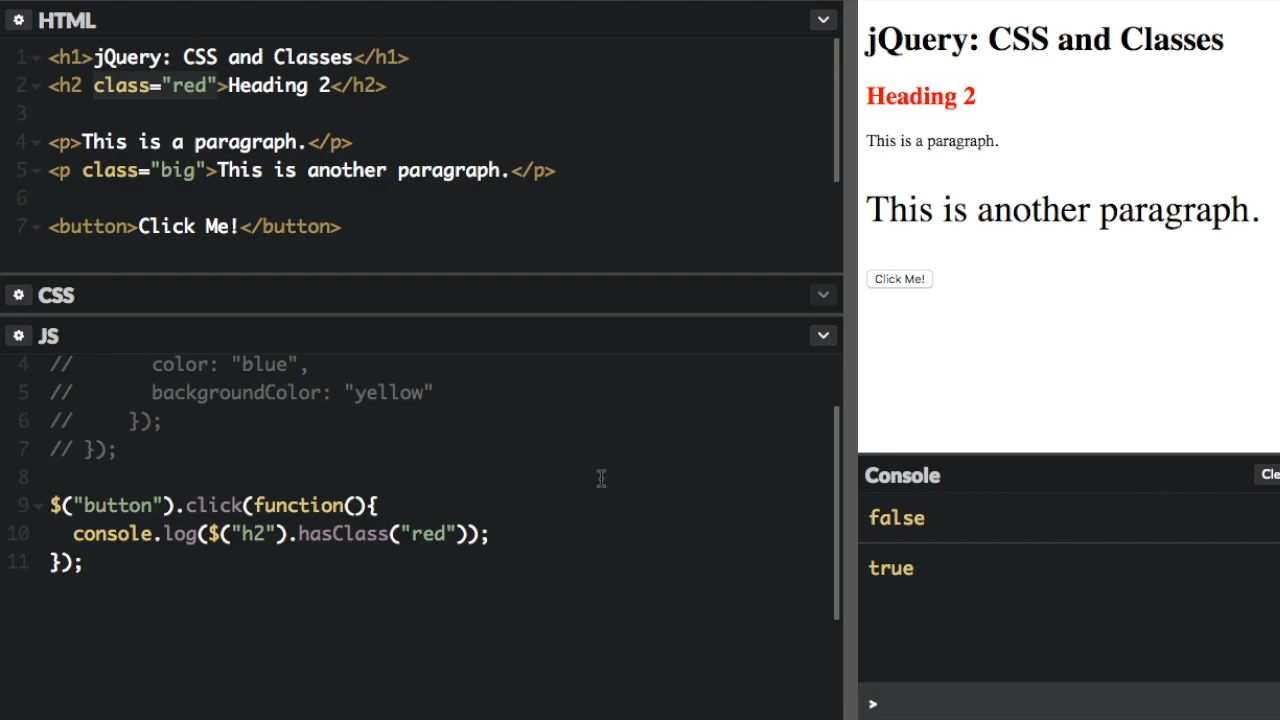 HTML
1 <h1>jQuery: CSS and Classes</h1>
2 <h2 class="red">Heading 2</h2>
3
4 <p>This is a paragraph.</p>
5 <p class="big">This is another paragraph.</p>
6
7 <button>Click Me!</button>
CSS
JS
4 //       color: "blue",
5 //       backgroundColor: "yellow"
6 //     });
7 // });
8
9 $("button").click(function(){
10   console.log($("h2").hasClass("red"));
11 });
jQuery: CSS and Classes
Heading 2
This is a paragraph.
This is another paragraph.
Click Me!
Console
Cle
false
true
>